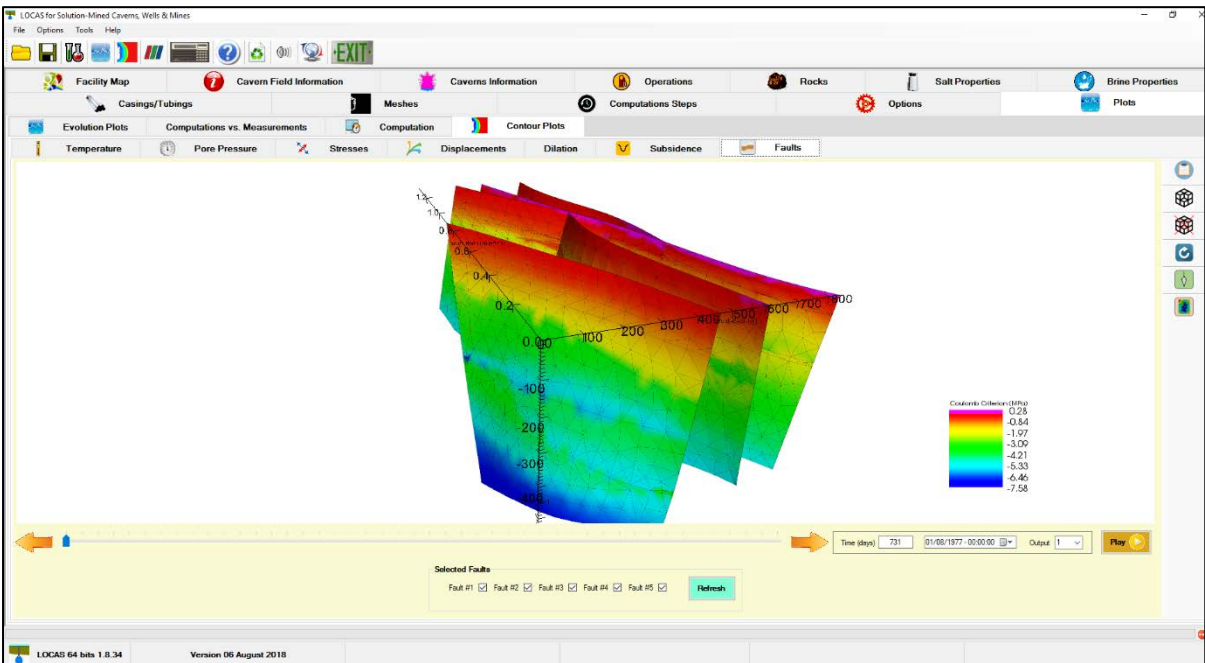 LOCAS for Solution-Mined Caverns, Wells & Mines
File Options Tools Help
EXIT
Facility Map Cavern Field Information Caverns Information Operations Rocks Salt Properties Brine Properties
Casings/Tubings Meshes Computations Steps Options Plots
Evolution Plots Computations vs. Measurements Computation Contour Plots
Temperature Pore Pressure Stresses Displacements Dilation Subsidence Faults
1.2
1.0
0.8
0.6
0.4
0.2
0.0 0 100 200 300 400 500 600 700 800
-100
-200
-300
-400
Coulomb Criterion (MPa)
0.28
-0.84
-1.97
-3.09
-4.21
-5.33
-6.46
-7.58
Time (days) 731 01/08/1977 - 00:00:00 Output 1 Play
Selected Faults
Fault #1 Fault #2 Fault #3 Fault #4 Fault #5 Refresh
LOCAS 64 bits 1.8.34 Version 06 August 2018